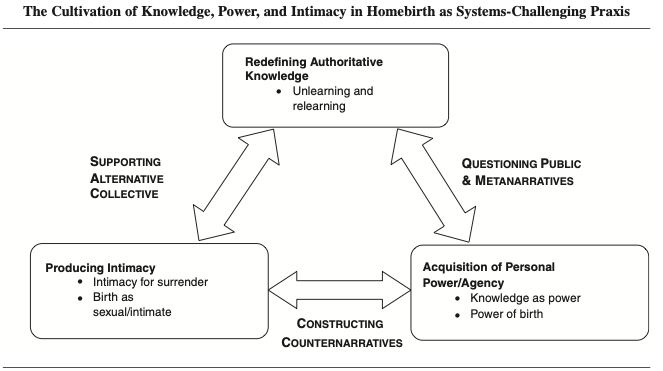 The Cultivation of Knowledge, Power, and Intimacy in Homebirth as Systems-Challenging Praxis
Redefining Authoritative
Knowledge
• Unlearning and
relearning
SUPPORTING
ALTERNATIVE
COLLECTIVE
QUESTIONING PUBLIC
& METANARRATIVES
Producing Intimacy
• Intimacy for surrender
• Birth as
sexual/intimate
Acquisition of Personal
Power/Agency
• Knowledge as power
• Power of birth
CONSTRUCTING
COUNTERNARRATIVES